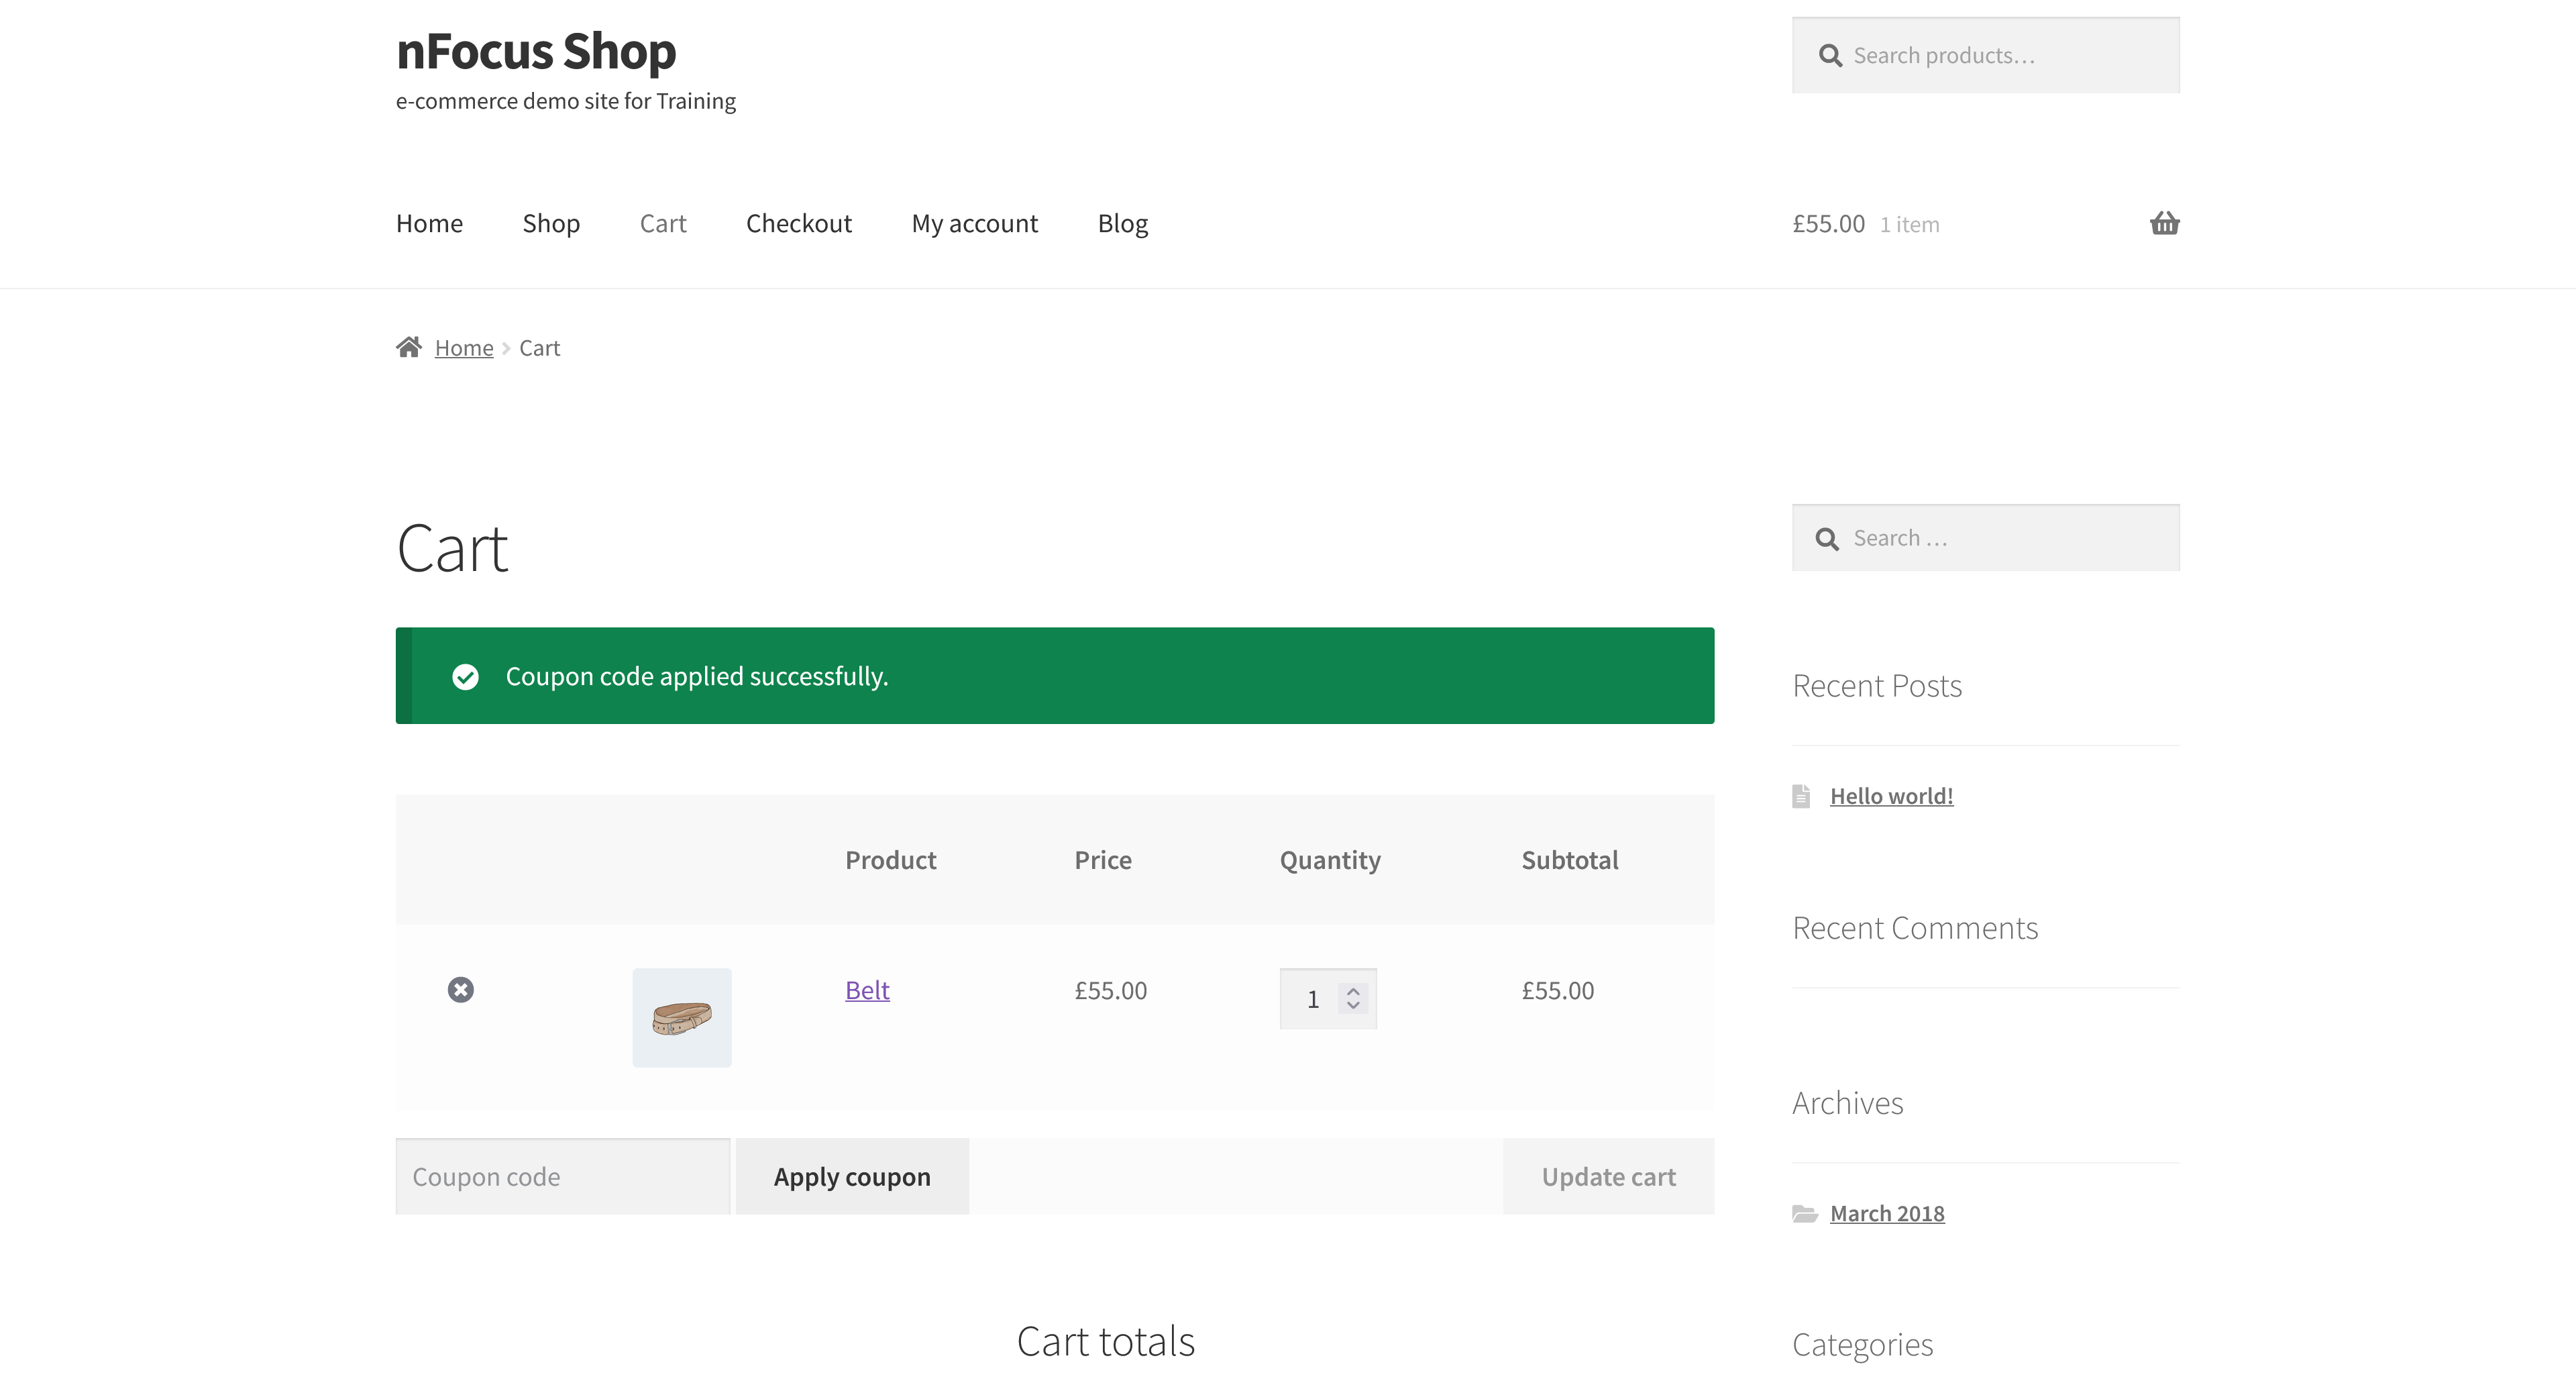 nFocus Shop
e-commerce demo site for Training
Search products…
Home Shop Cart Checkout My account Blog
£55.00 1 item
Home Cart
Cart
Coupon code applied successfully.
Product Price Quantity Subtotal
Belt £55.00 1 £55.00
Coupon code Apply coupon Update cart
Cart totals
Search …
Recent Posts
Hello world!
Recent Comments
Archives
March 2018
Categories